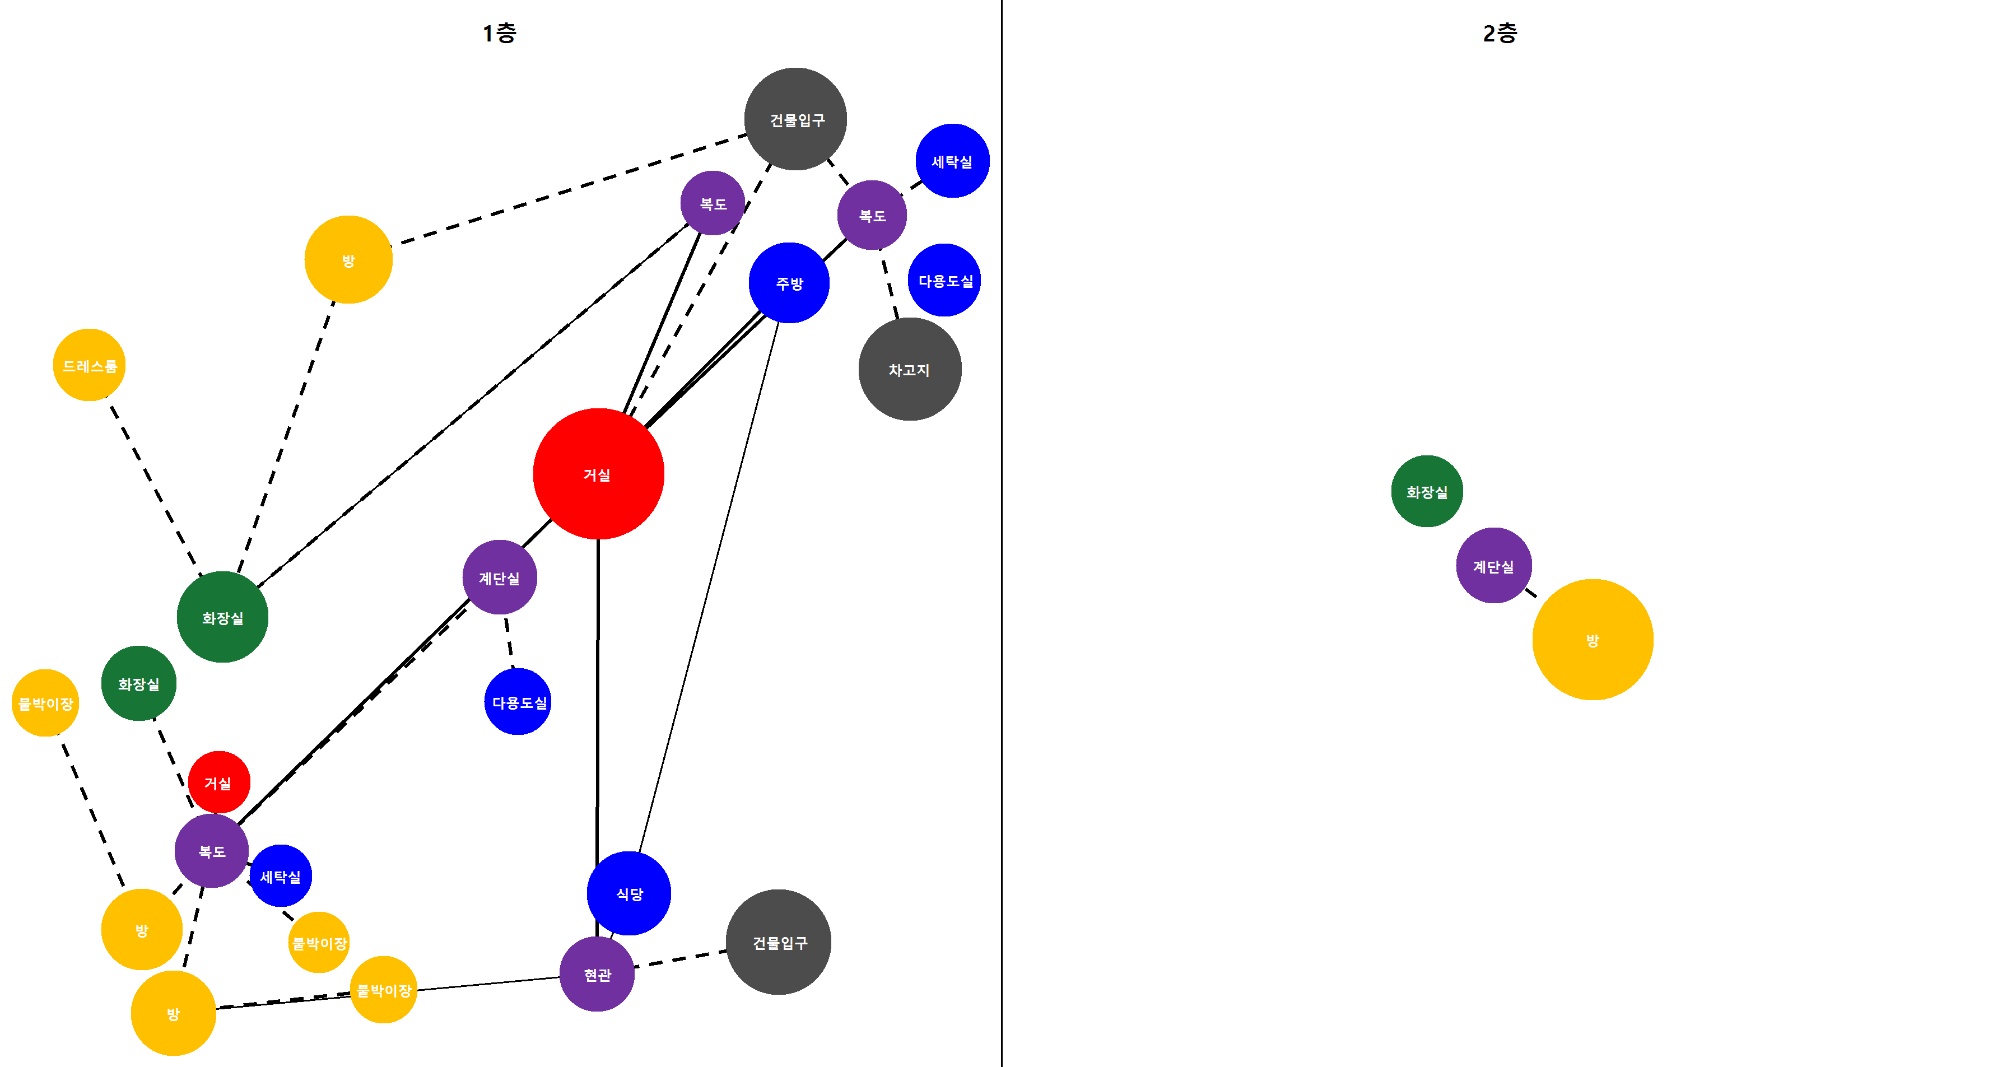 1층
2층
건물입구
세탁실
복도
복도
방
주방
다용도실
드레스룸
차고지
거실
계단실
화장실
화장실
붙박이장
다용도실
거실
복도
세탁실
식당
방
붙박이장
건물입구
현관
붙박이장
방
화장실
계단실
방